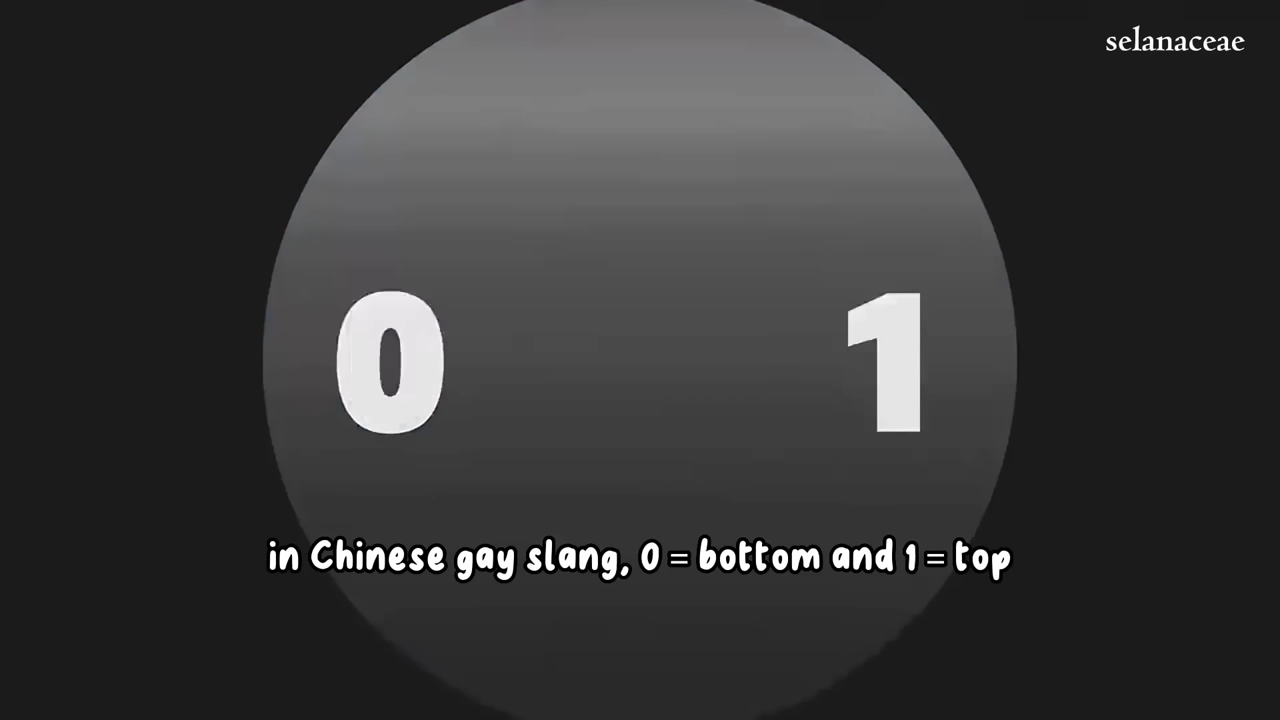 selanaceae
0 1
in Chinese gay slang, 0 = bottom and 1 = top